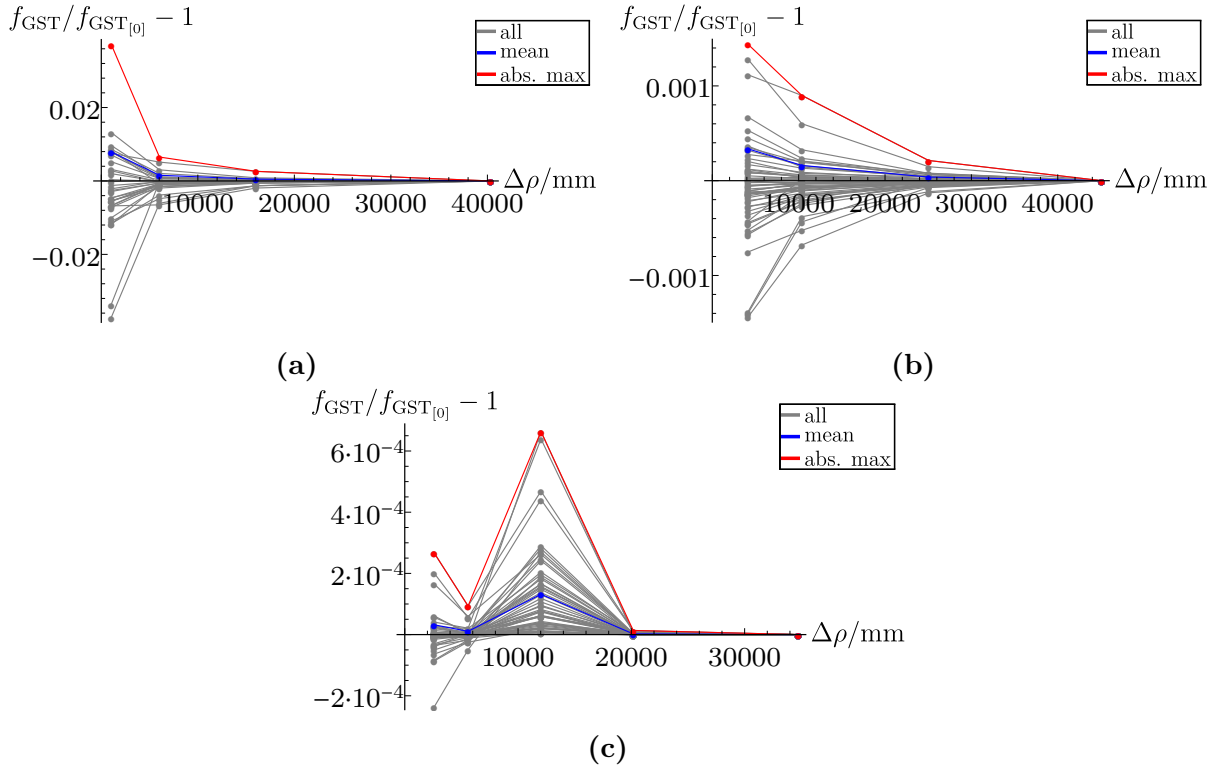 f_GST/f_GST[0] − 1
all
mean
abs. max
0.02
Δρ/mm
10000 20000 30000 40000
−0.02
(a)
f_GST/f_GST[0] − 1
all
mean
abs. max
0.001
Δρ/mm
10000 20000 30000 40000
−0.001
(b)
f_GST/f_GST[0] − 1
all
mean
abs. max
6·10⁻⁴
4·10⁻⁴
2·10⁻⁴
Δρ/mm
10000 20000 30000
−2·10⁻⁴
(c)